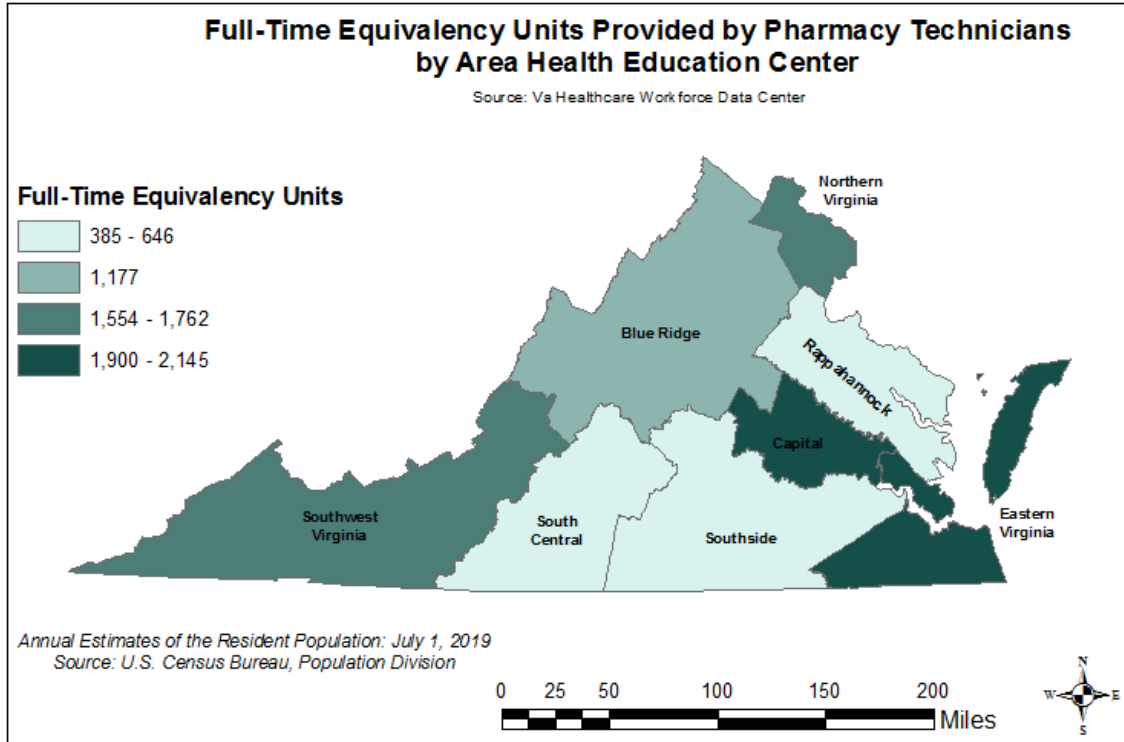 Full-Time Equivalency Units Provided by Pharmacy Technicians
by Area Health Education Center
Source: Va Healthcare Workforce Data Center
Full-Time Equivalency Units
385 - 646
1,177
1,554 - 1,762
1,900 - 2,145
Northern
Virginia
Blue Ridge
Rappahannock
Capital
Eastern
Virginia
Southwest
Virginia
South
Central
Southside
Annual Estimates of the Resident Population: July 1, 2019
Source: U.S. Census Bureau, Population Division
0 25 50 100 150 200
Miles
N
W E
S